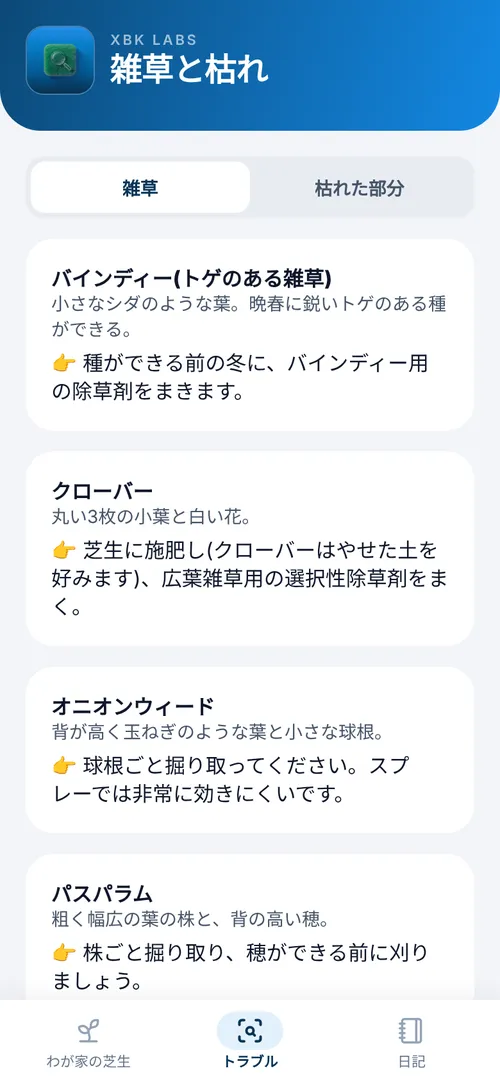 XBK LABS
雑草と枯れ
雑草
枯れた部分
バインディー(トゲのある雑草)
小さなシダのような葉。晩春に鋭いトゲのある種
ができる。
👉 種ができる前の冬に、バインディー用
の除草剤をまきます。
クローバー
丸い3枚の小葉と白い花。
👉 芝生に施肥し(クローバーはやせた土を
好みます)、広葉雑草用の選択性除草剤をま
く。
オニオンウィード
背が高く玉ねぎのような葉と小さな球根。
👉 球根ごと掘り取ってください。スプ
レーでは非常に効きにくいです。
パスパラム
粗く幅広の葉の株と、背の高い穂。
👉 株ごと掘り取り、穂ができる前に刈り
ましょう。
わが家の芝生
トラブル
日記